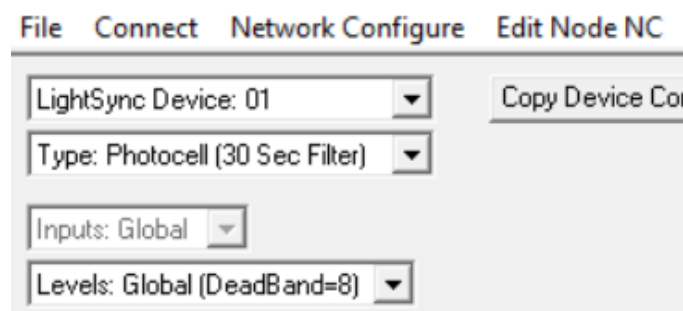 File Connect Network Configure Edit Node NC
LightSync Device: 01 Copy Device
Type: Photocell (30 Sec Filter)
Inputs: Global
Levels: Global (DeadBand=8)